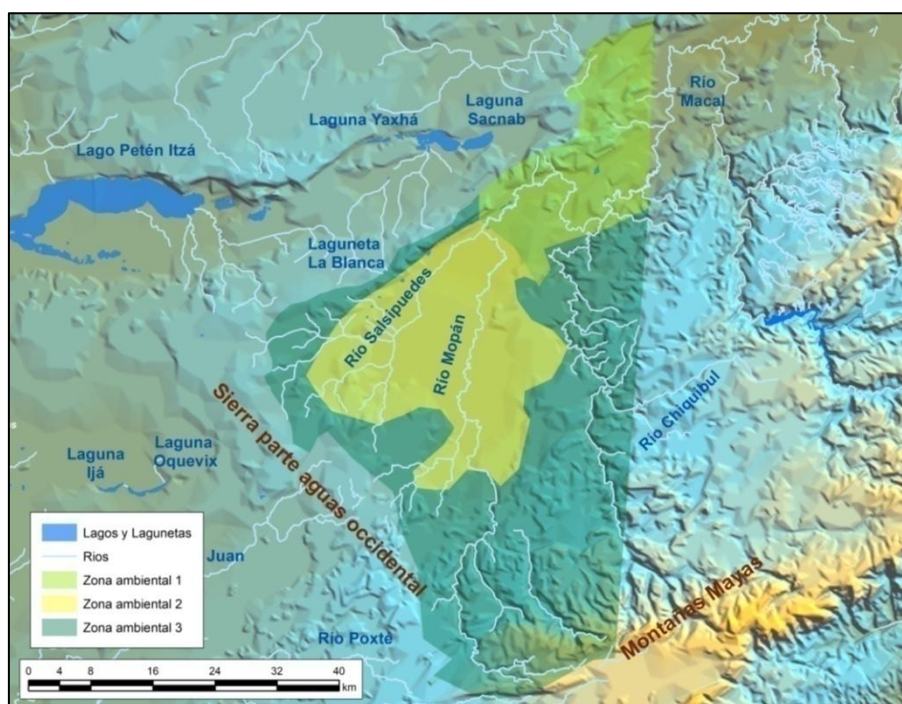 Río
Macal
Laguna
Sacnab
Laguna Yaxhá
Lago Petén Itzá
Laguneta
La Blanca
Río Salsipuedes
Río Mopán
Río Chiquibul
Sierra parte aguas occidental
Laguna
Ijá
Laguna
Oquevix
Juan
Río Poxte
Montañas Mayas
Lagos y Lagunetas
Rios
Zona ambiental 1
Zona ambiental 2
Zona ambiental 3
0 4 8 16 24 32 40
km